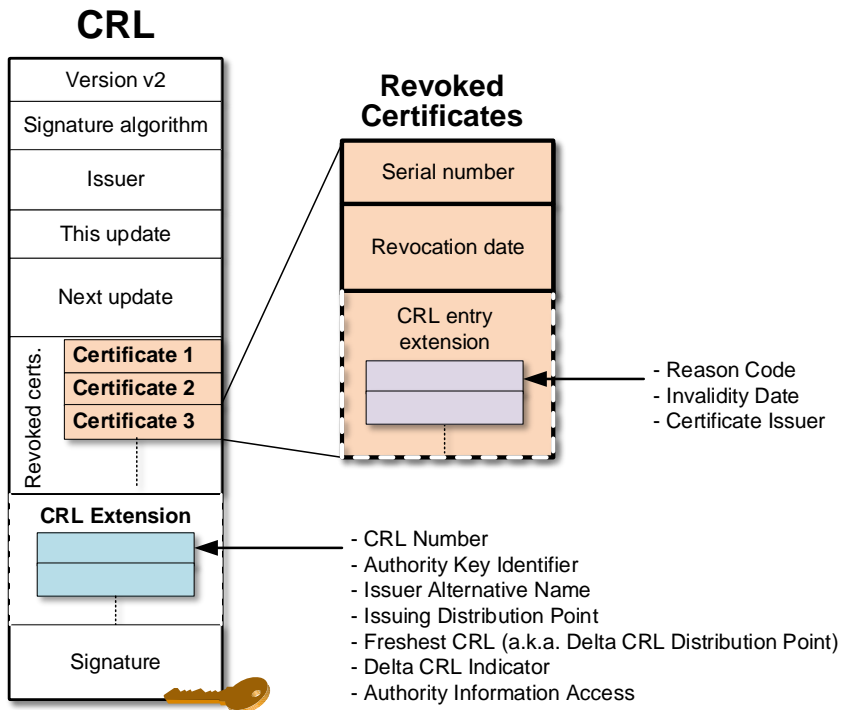 CRL
Version v2
Signature algorithm
Issuer
This update
Next update
Revoked certs.
Certificate 1
Certificate 2
Certificate 3
CRL Extension
Signature
Revoked
Certificates
Serial number
Revocation date
CRL entry
extension
- Reason Code
- Invalidity Date
- Certificate Issuer
- CRL Number
- Authority Key Identifier
- Issuer Alternative Name
- Issuing Distribution Point
- Freshest CRL (a.k.a. Delta CRL Distribution Point)
- Delta CRL Indicator
- Authority Information Access